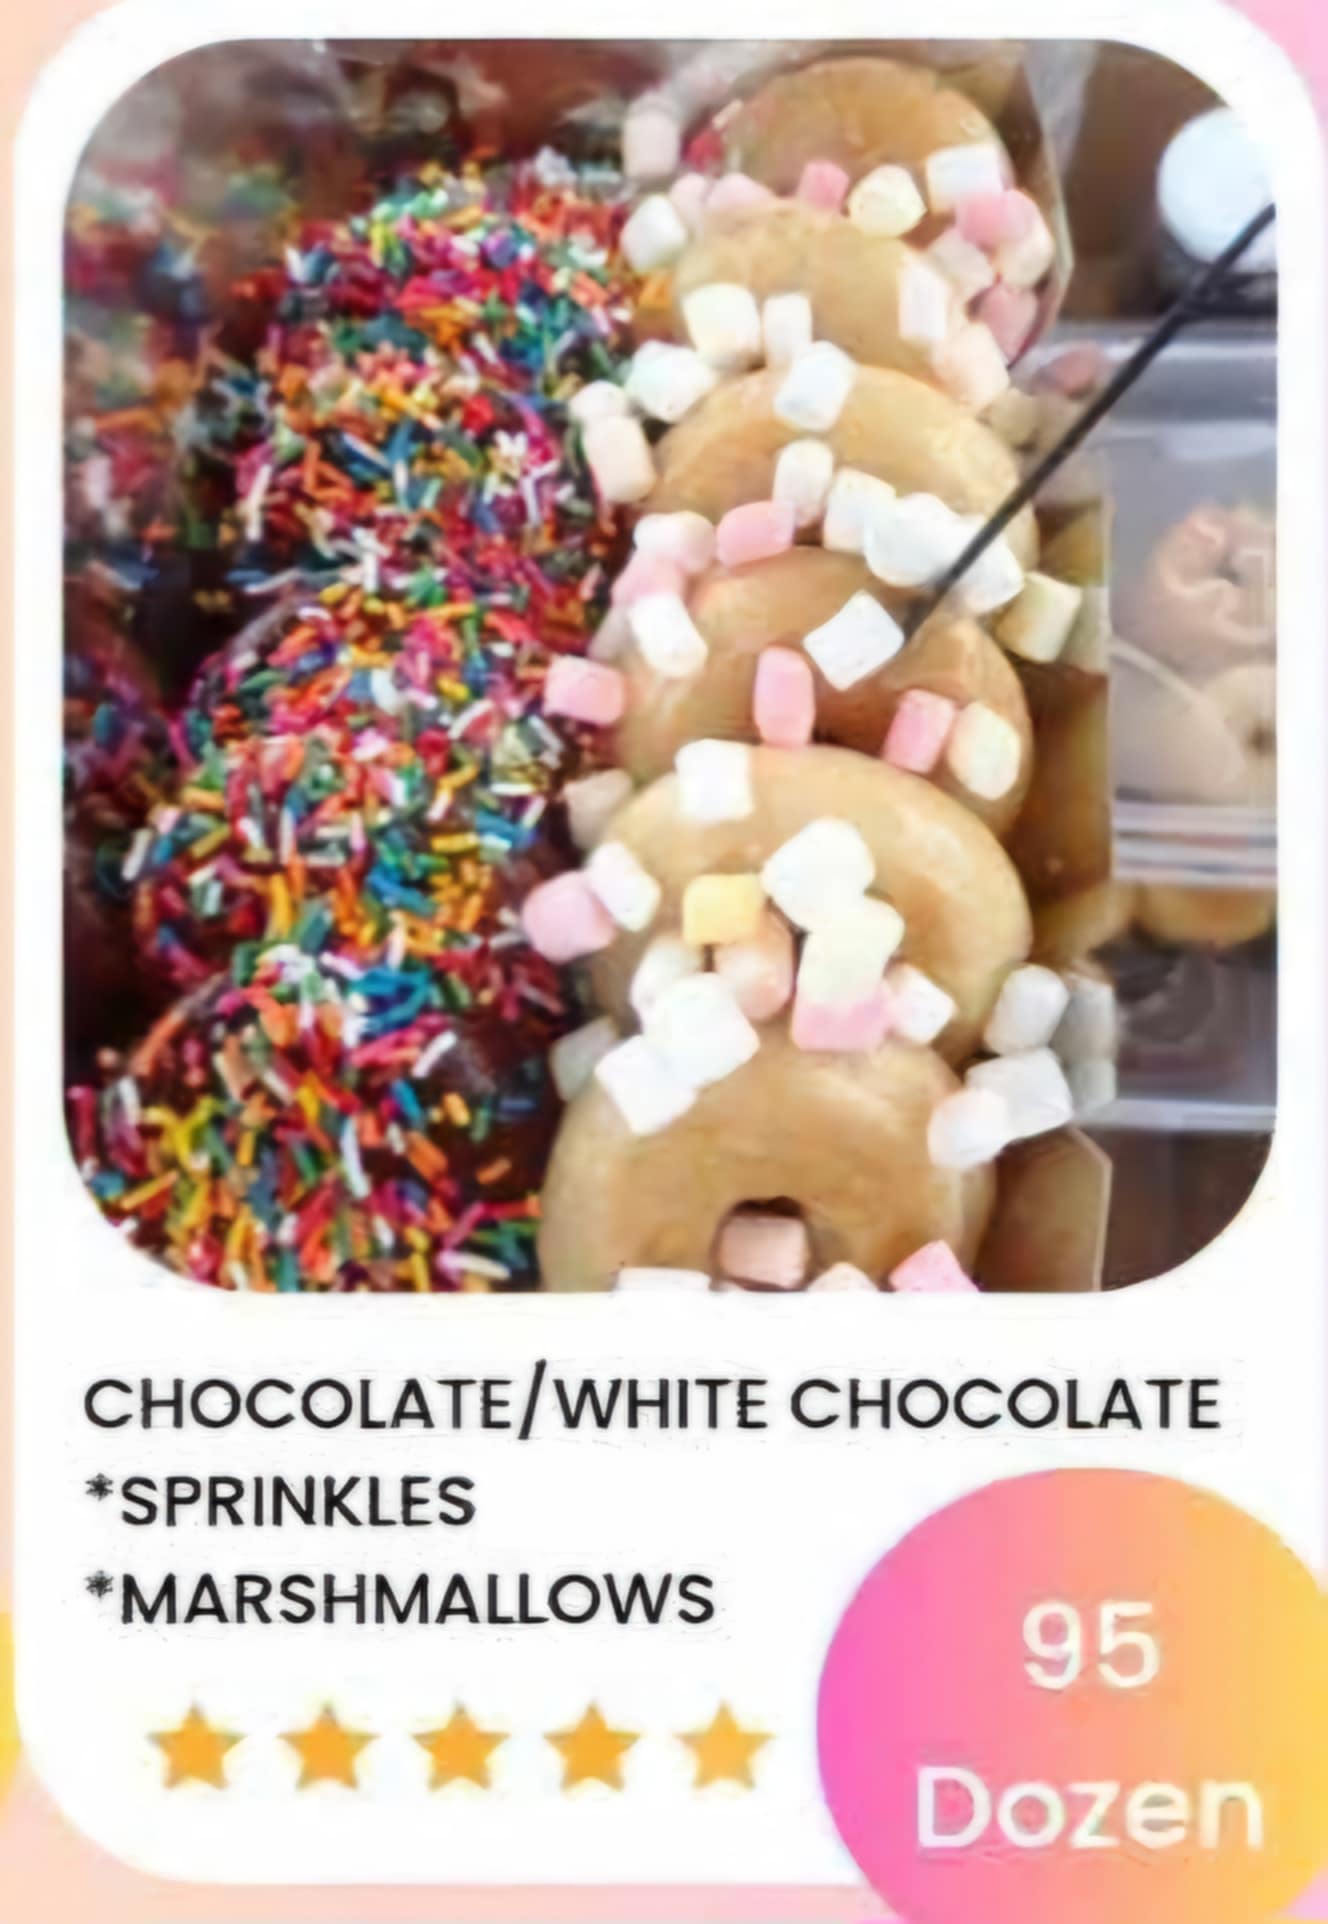 CHOCOLATE/WHITE CHOCOLATE
*SPRINKLES
*MARSHMALLOWS
95
Dozen